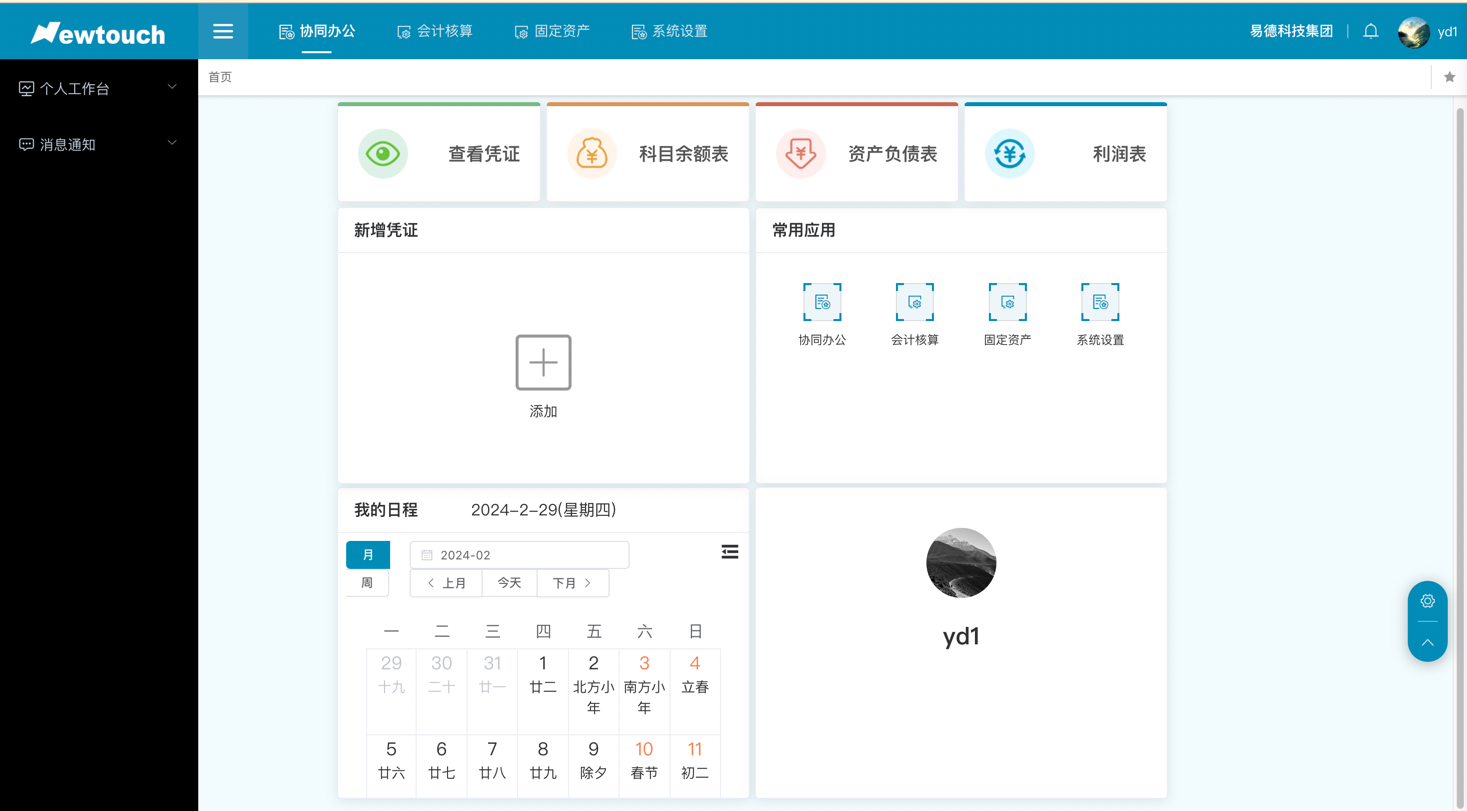 Newtouch
协同办公 会计核算 固定资产 系统设置
易德科技集团 yd1
个人工作台
消息通知
首页
查看凭证
科目余额表
资产负债表
利润表
新增凭证
添加
常用应用
协同办公 会计核算 固定资产 系统设置
我的日程 2024-2-29(星期四)
月
周
2024-02
上月 今天 下月
一 二 三 四 五 六 日
29 30 31 1 2 3 4
十九 二十 廿一 廿二 北方小年 南方小年 立春
5 6 7 8 9 10 11
廿六 廿七 廿八 廿九 除夕 春节 初二
yd1